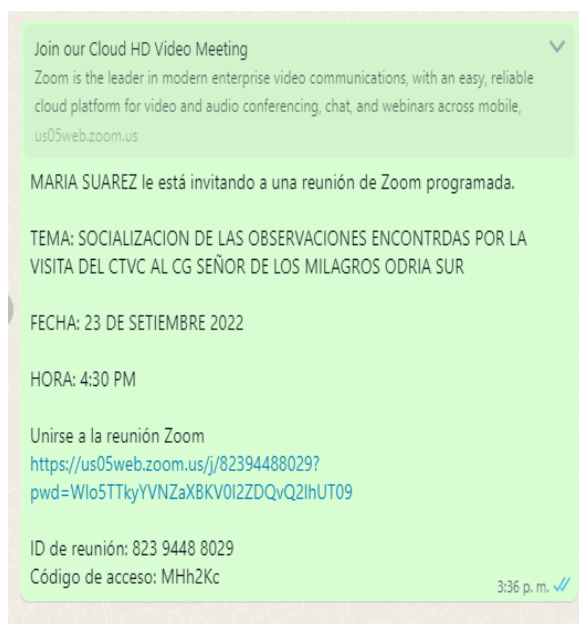 Join our Cloud HD Video Meeting
Zoom is the leader in modern enterprise video communications, with an easy, reliable
cloud platform for video and audio conferencing, chat, and webinars across mobile,
us05web.zoom.us
MARIA SUAREZ le está invitando a una reunión de Zoom programada.
TEMA: SOCIALIZACION DE LAS OBSERVACIONES ENCONTRDAS POR LA
VISITA DEL CTVC AL CG SEÑOR DE LOS MILAGROS ODRIA SUR
FECHA: 23 DE SETIEMBRE 2022
HORA: 4:30 PM
Unirse a la reunión Zoom
https://us05web.zoom.us/j/82394488029?
pwd=Wlo5TTkyYVNZaXBKV0I2ZDQvQ2lhUT09
ID de reunión: 823 9448 8029
Código de acceso: MHh2Kc
3:36 p. m.